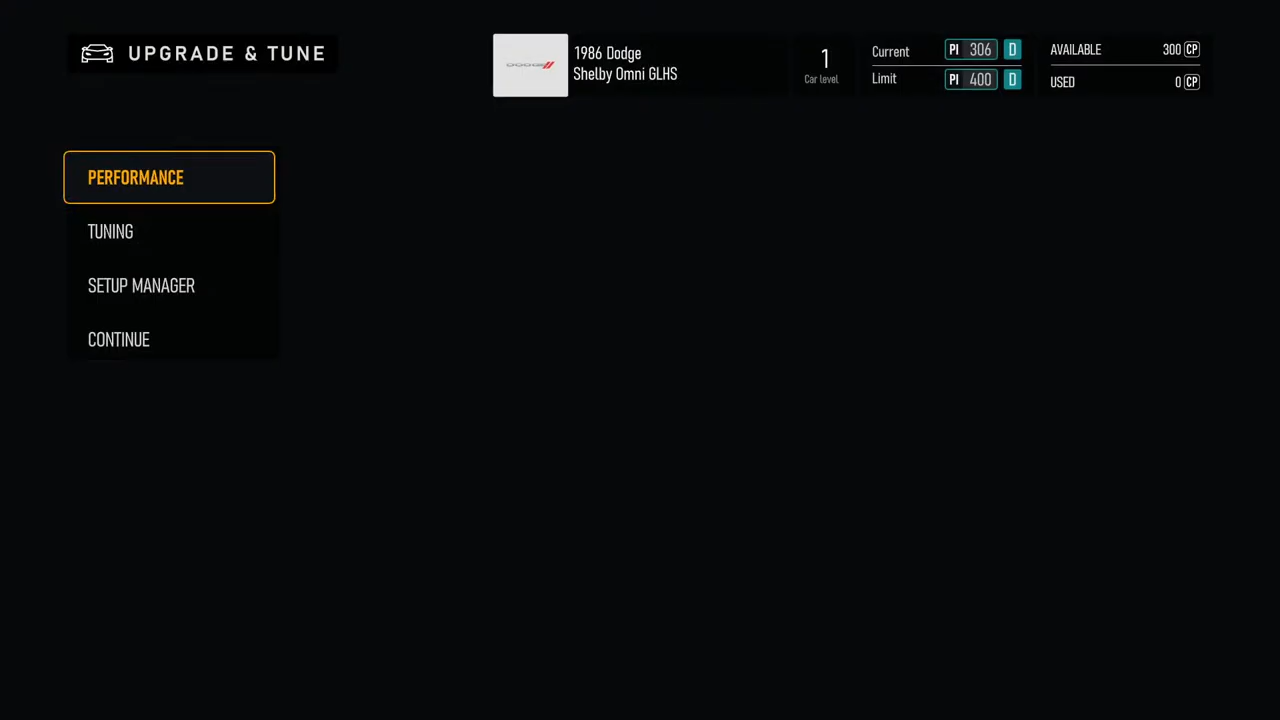 UPGRADE & TUNE
DODGE
1986 Dodge
Shelby Omni GLHS
1
Car level
Current PI 306 D
Limit PI 400 D
AVAILABLE 300 CP
USED 0 CP
PERFORMANCE
TUNING
SETUP MANAGER
CONTINUE